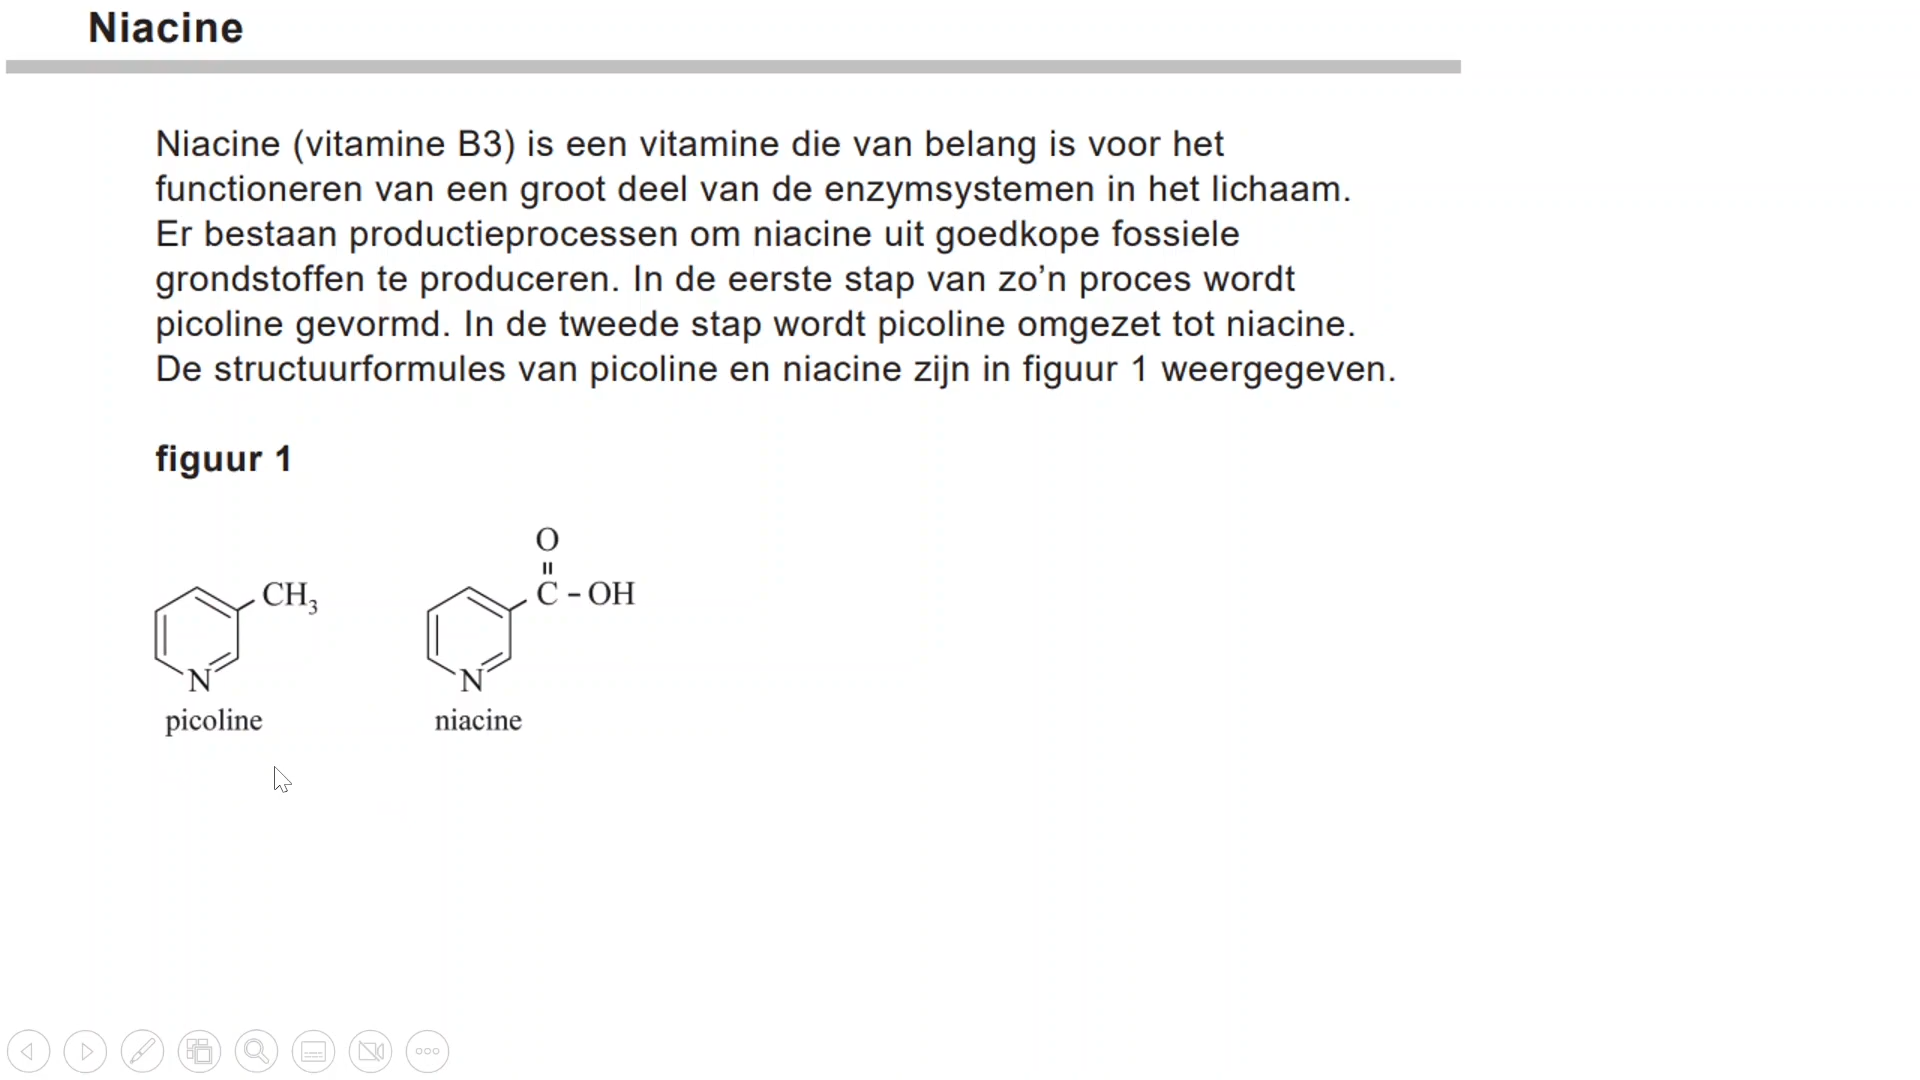 Niacine
Niacine (vitamine B3) is een vitamine die van belang is voor het
functioneren van een groot deel van de enzymsystemen in het lichaam.
Er bestaan productieprocessen om niacine uit goedkope fossiele
grondstoffen te produceren. In de eerste stap van zo’n proces wordt
picoline gevormd. In de tweede stap wordt picoline omgezet tot niacine.
De structuurformules van picoline en niacine zijn in figuur 1 weergegeven.
figuur 1
O
CH₃
C – OH
N
N
picoline
niacine